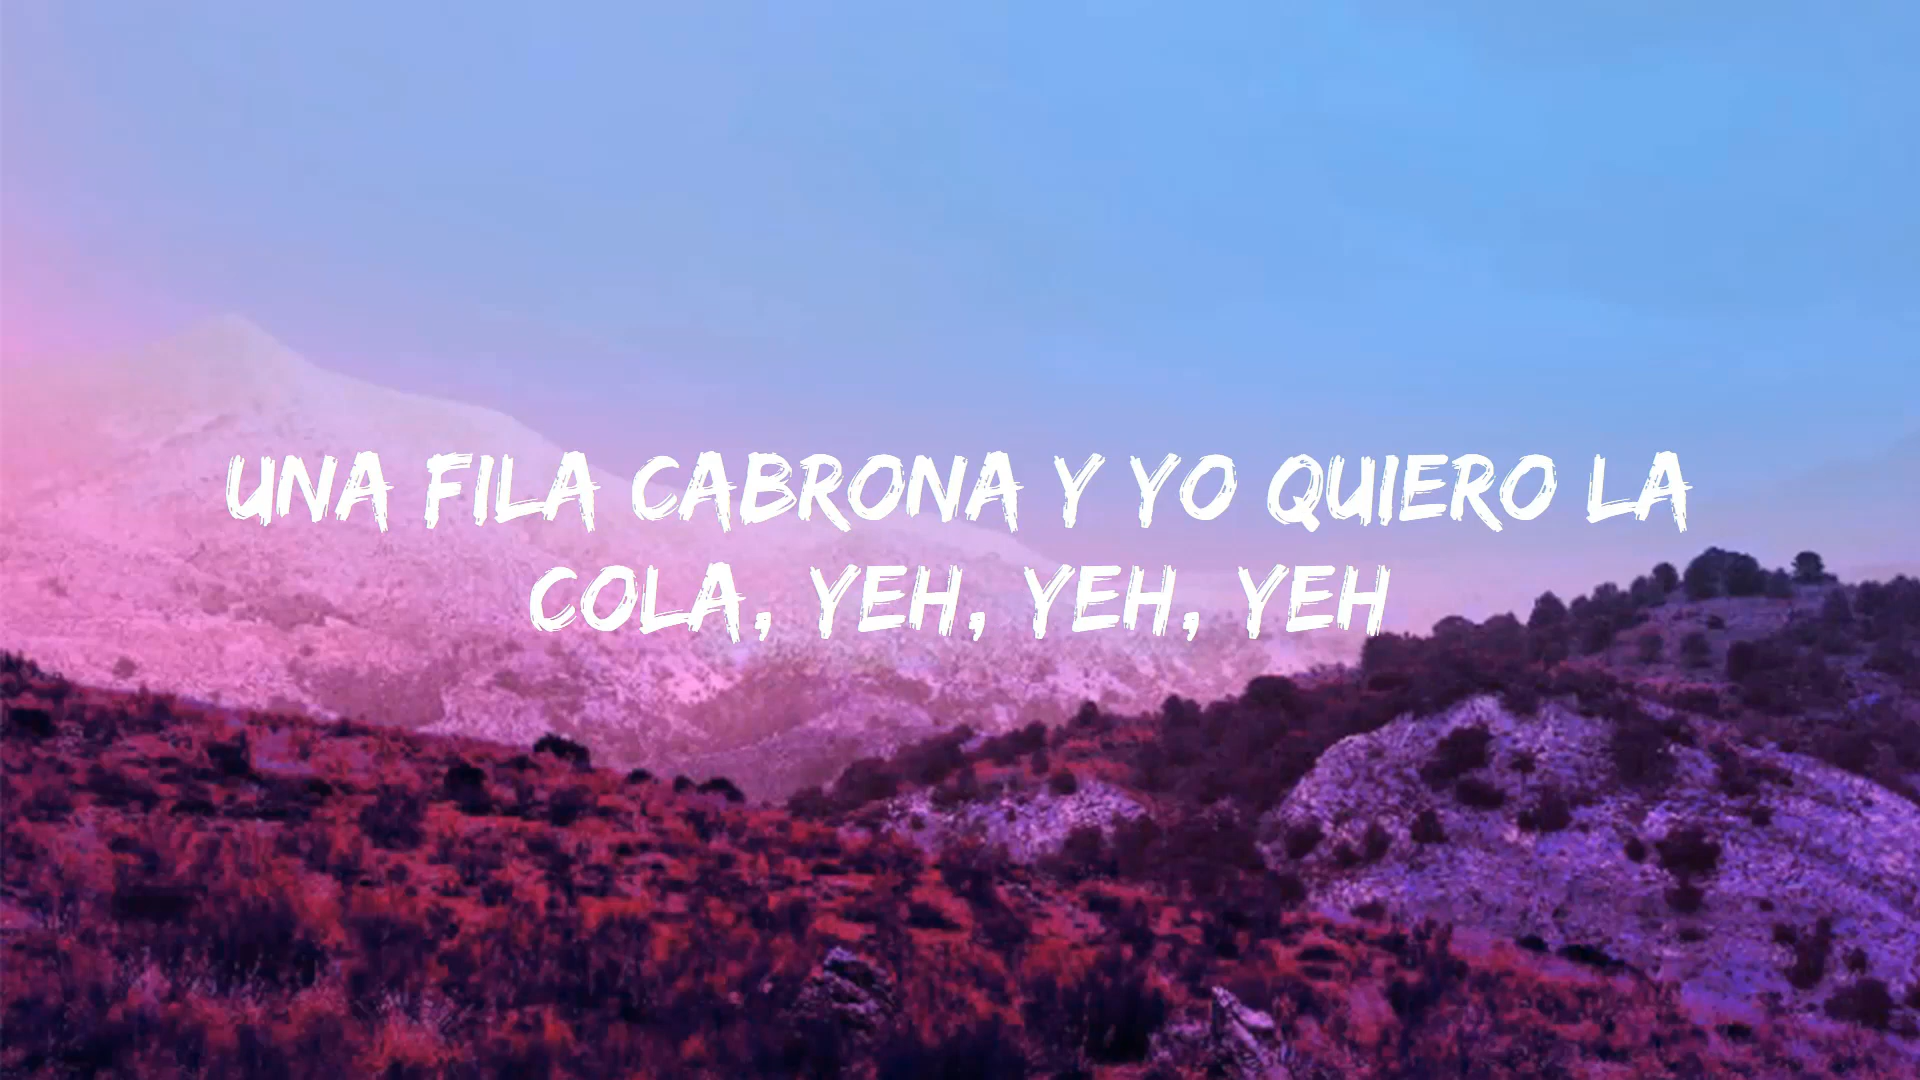 UNA FILA CABRONA Y YO QUIERO LA
COLA, YEH, YEH, YEH